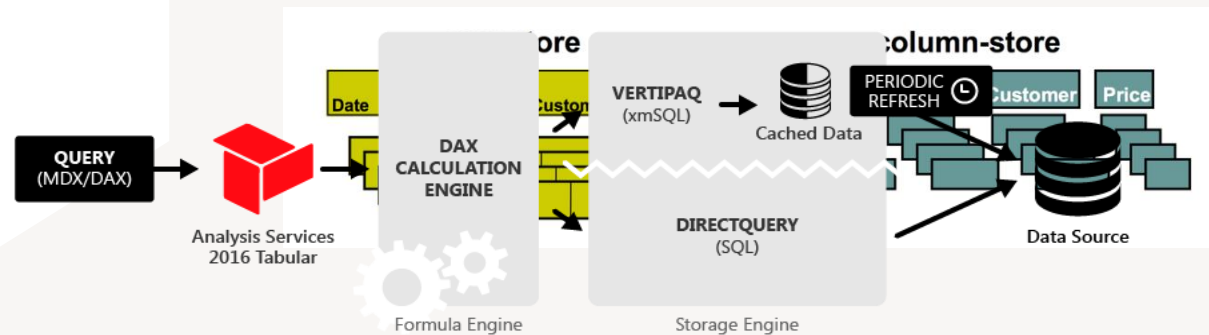 ore
column-store
Date
Custom
Customer
Price
QUERY
(MDX/DAX)
Analysis Services
2016 Tabular
DAX
CALCULATION
ENGINE
Formula Engine
VERTIPAQ
(xmSQL)
Cached Data
DIRECTQUERY
(SQL)
Storage Engine
PERIODIC
REFRESH
Data Source